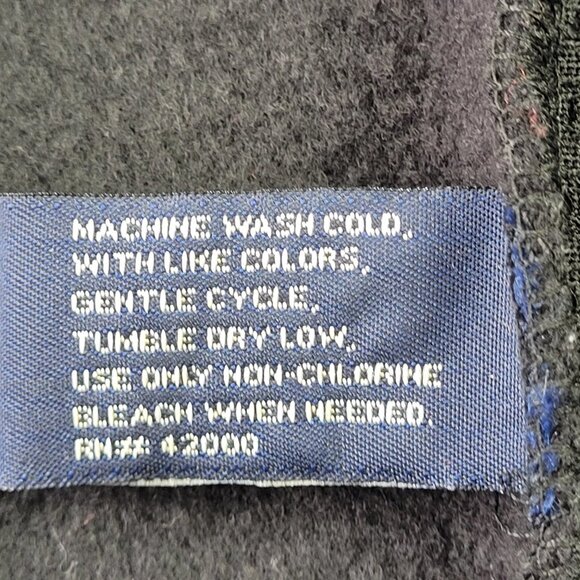 MACHINE WASH COLD,
WITH LIKE COLORS,
GENTLE CYCLE,
TUMBLE DRY LOW,
USE ONLY NON-CHLORINE
BLEACH WHEN NEEDED.
RN## 42000